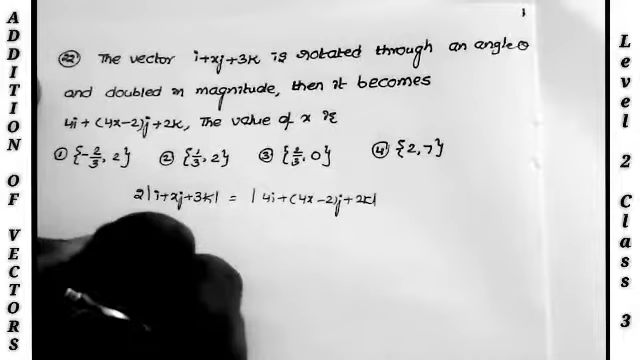 ADDITION OF VECTORS
22) The vector i+xj+3k is rotated through an angle θ
and doubled in magnitude, then it becomes
4i+(4x-2)j+2k, The value of x is
① {-2/3, 2} ② {1/3, 2} ③ {2/3, 0} ④ {2, 7}
2|i+xj+3k| = |4i+(4x-2)j+2k|
Level 2 Class 3